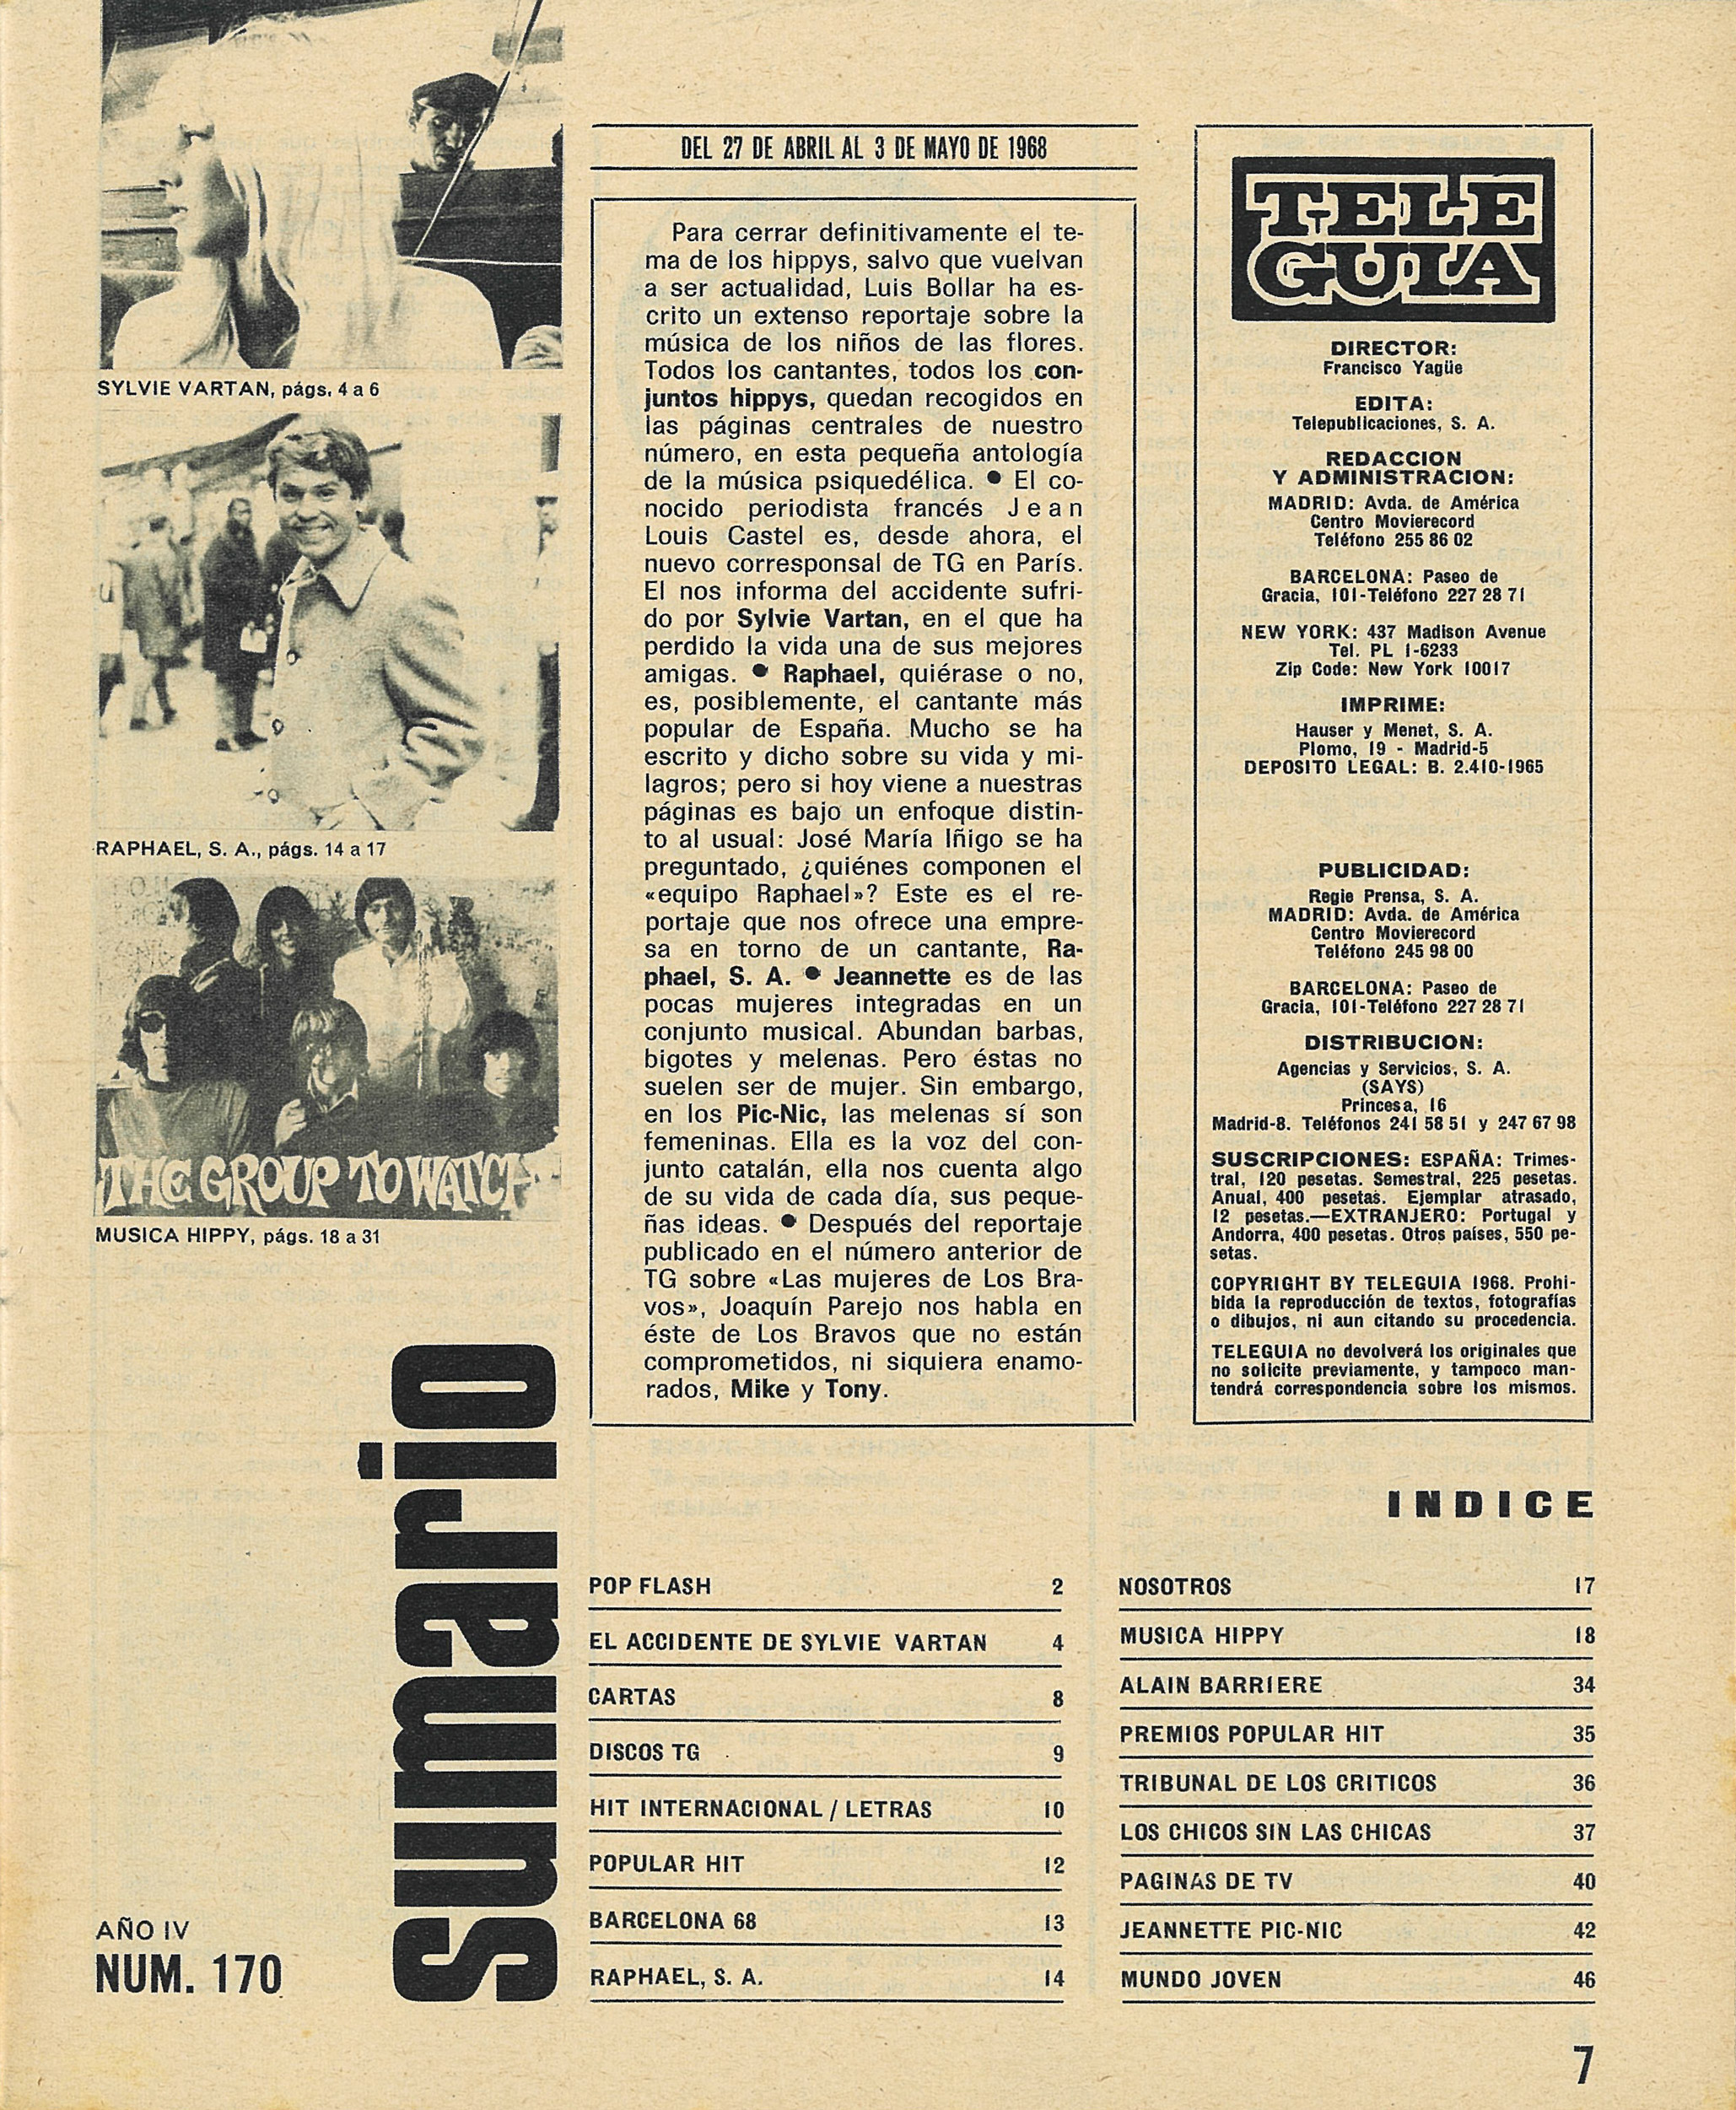 SYLVIE VARTAN, págs. 4 a 6
RAPHAEL, S. A., págs. 14 a 17
THE GROUP TO WATCH
MUSICA HIPPY, págs. 18 a 31
DEL 27 DE ABRIL AL 3 DE MAYO DE 1968
Para cerrar definitivamente el te-
ma de los hippys, salvo que vuelvan
a ser actualidad, Luis Bollar ha es-
crito un extenso reportaje sobre la
música de los niños de las flores.
Todos los cantantes, todos los con-
juntos hippys, quedan recogidos en
las páginas centrales de nuestro
número, en esta pequeña antología
de la música psiquedélica. ● El co-
nocido periodista francés Jean
Louis Castel es, desde ahora, el
nuevo corresponsal de TG en París.
El nos informa del accidente sufri-
do por Sylvie Vartan, en el que ha
perdido la vida una de sus mejores
amigas. ● Raphael, quiérase o no,
es, posiblemente, el cantante más
popular de España. Mucho se ha
escrito y dicho sobre su vida y mi-
lagros; pero si hoy viene a nuestras
páginas es bajo un enfoque distin-
to al usual: José María Iñigo se ha
preguntado, ¿quiénes componen el
«equipo Raphael»? Este es el re-
portaje que nos ofrece una empre-
sa en torno de un cantante, Ra-
phael, S. A. ● Jeannette es de las
pocas mujeres integradas en un
conjunto musical. Abundan barbas,
bigotes y melenas. Pero éstas no
suelen ser de mujer. Sin embargo,
en los Pic-Nic, las melenas sí son
femeninas. Ella es la voz del con-
junto catalán, ella nos cuenta algo
de su vida de cada día, sus peque-
ñas ideas. ● Después del reportaje
publicado en el número anterior de
TG sobre «Las mujeres de Los Bra-
vos», Joaquín Parejo nos habla en
éste de Los Bravos que no están
comprometidos, ni siquiera enamo-
rados, Mike y Tony.
TELE
GUIA
DIRECTOR:
Francisco Yagüe
EDITA:
Telepublicaciones, S. A.
REDACCION
Y ADMINISTRACION:
MADRID: Avda. de América
Centro Movierecord
Teléfono 255 86 02
BARCELONA: Paseo de
Gracia, 101-Teléfono 227 28 71
NEW YORK: 437 Madison Avenue
Tel. PL 1-6233
Zip Code: New York 10017
IMPRIME:
Hauser y Menet, S. A.
Plomo, 19 - Madrid-5
DEPOSITO LEGAL: B. 2.410-1965
PUBLICIDAD:
Regie Prensa, S. A.
MADRID: Avda. de América
Centro Movierecord
Teléfono 245 98 00
BARCELONA: Paseo de
Gracia, 101-Teléfono 227 28 71
DISTRIBUCION:
Agencias y Servicios, S. A.
(SAYS)
Princesa, 16
Madrid-8. Teléfonos 241 58 51 y 247 67 98
SUSCRIPCIONES: ESPAÑA: Trimes-
tral, 120 pesetas. Semestral, 225 pesetas.
Anual, 400 pesetas. Ejemplar atrasado,
12 pesetas.—EXTRANJERO: Portugal y
Andorra, 400 pesetas. Otros países, 550 pe-
setas.
COPYRIGHT BY TELEGUIA 1968. Prohi-
bida la reproducción de textos, fotografías
o dibujos, ni aun citando su procedencia.
TELEGUIA no devolverá los originales que
no solicite previamente, y tampoco man-
tendrá correspondencia sobre los mismos.
sumario
AÑO IV
NUM. 170
INDICE
POP FLASH 2
EL ACCIDENTE DE SYLVIE VARTAN 4
CARTAS 8
DISCOS TG 9
HIT INTERNACIONAL / LETRAS 10
POPULAR HIT 12
BARCELONA 68 13
RAPHAEL, S. A. 14
NOSOTROS 17
MUSICA HIPPY 18
ALAIN BARRIERE 34
PREMIOS POPULAR HIT 35
TRIBUNAL DE LOS CRITICOS 36
LOS CHICOS SIN LAS CHICAS 37
PAGINAS DE TV 40
JEANNETTE PIC-NIC 42
MUNDO JOVEN 46
7